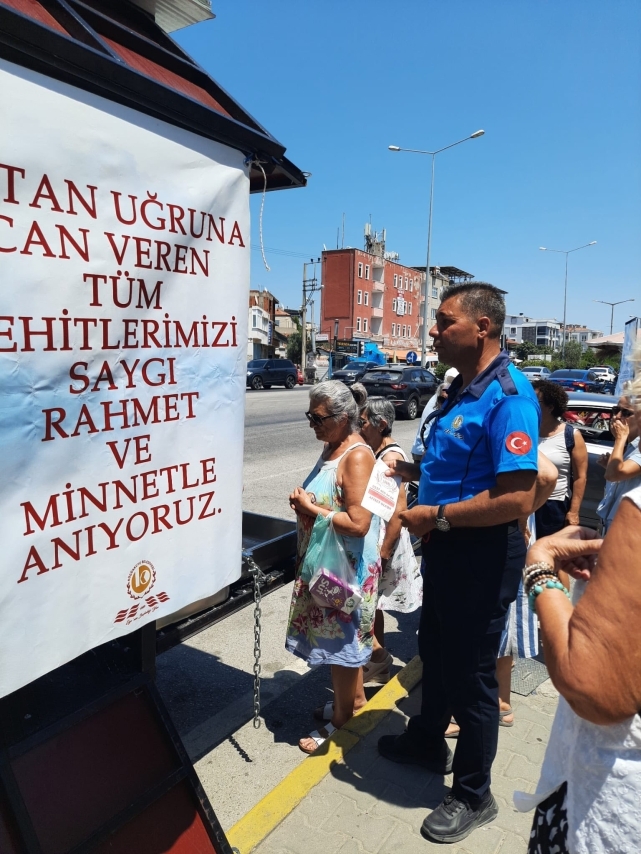 TAN UĞRUNA
CAN VEREN
TÜM
EHİTLERİMİZİ
SAYGI
RAHMET
VE
MİNNETLE
ANIYORUZ.